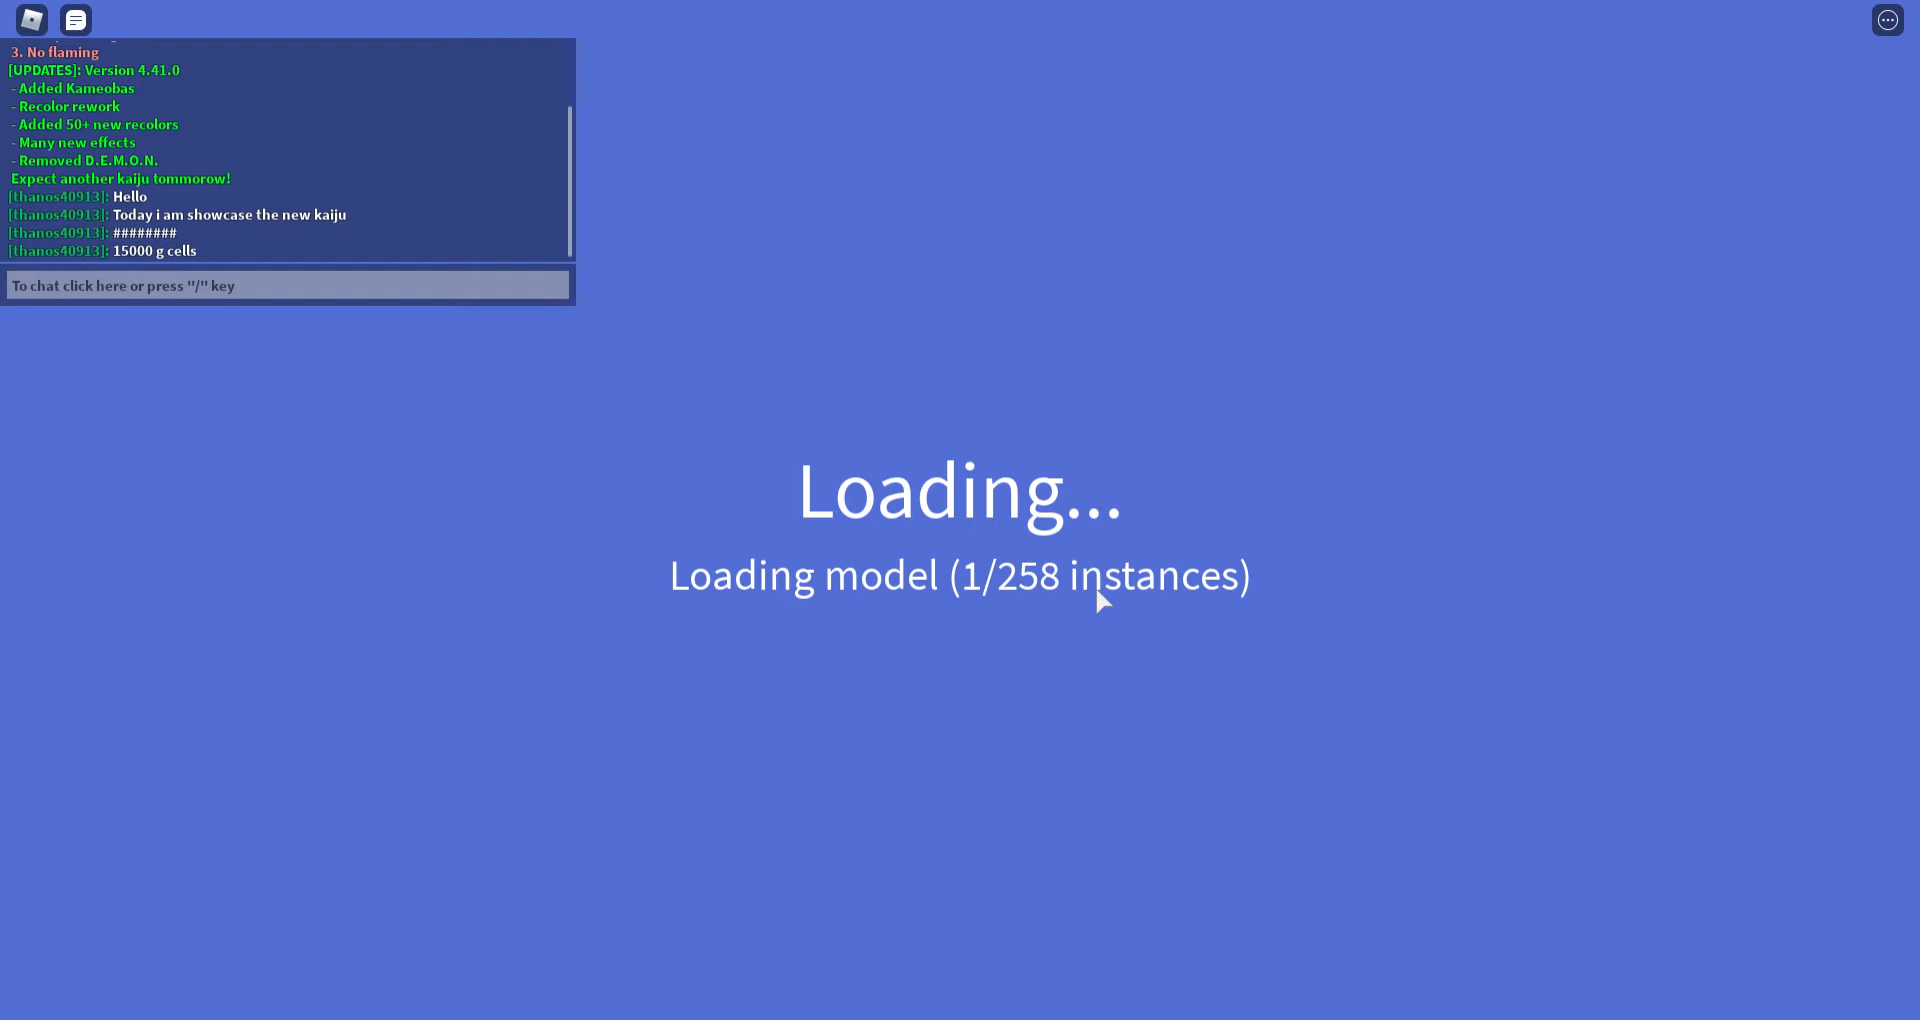 3. No flaming
[UPDATES]: Version 4.41.0
- Added Kameobas
- Recolor rework
- Added 50+ new recolors
- Many new effects
- Removed D.E.M.O.N.
Expect another kaiju tommorow!
[thanos40913]: Hello
[thanos40913]: Today i am showcase the new kaiju
[thanos40913]: ########
[thanos40913]: 15000 g cells
To chat click here or press "/" key
Loading...
Loading model (1/258 instances)